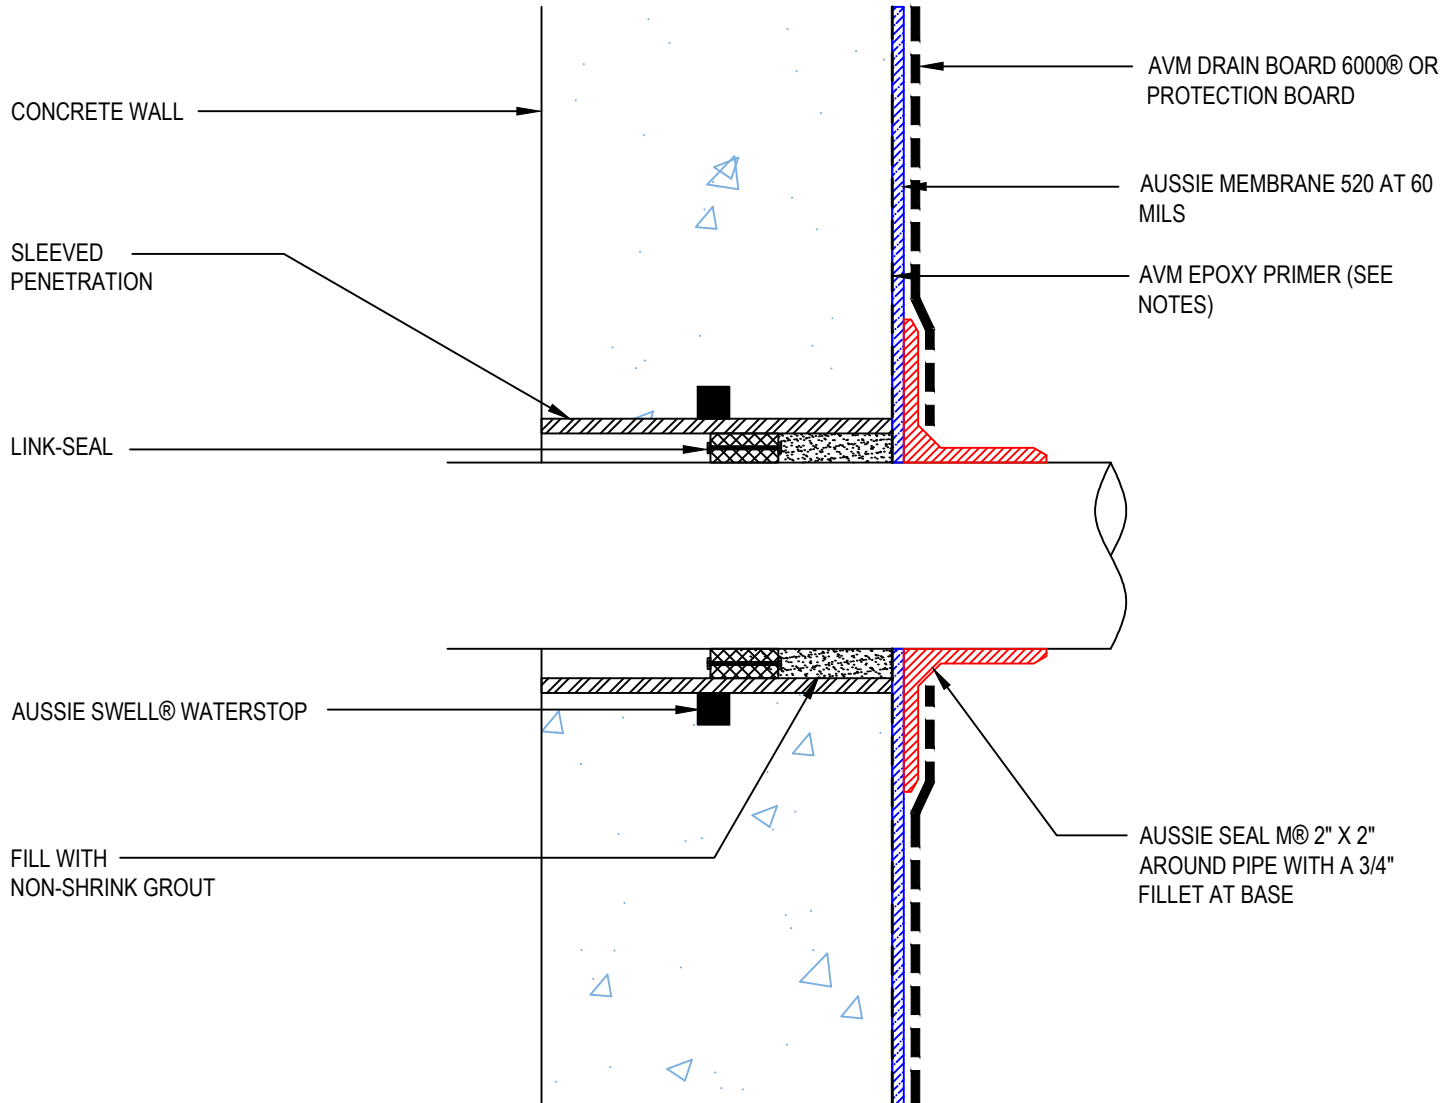 CONCRETE WALL
SLEEVED
PENETRATION
LINK-SEAL
AUSSIE SWELL® WATERSTOP
FILL WITH
NON-SHRINK GROUT
AVM DRAIN BOARD 6000® OR
PROTECTION BOARD
AUSSIE MEMBRANE 520 AT 60
MILS
AVM EPOXY PRIMER (SEE
NOTES)
AUSSIE SEAL M® 2" X 2"
AROUND PIPE WITH A 3/4"
FILLET AT BASE